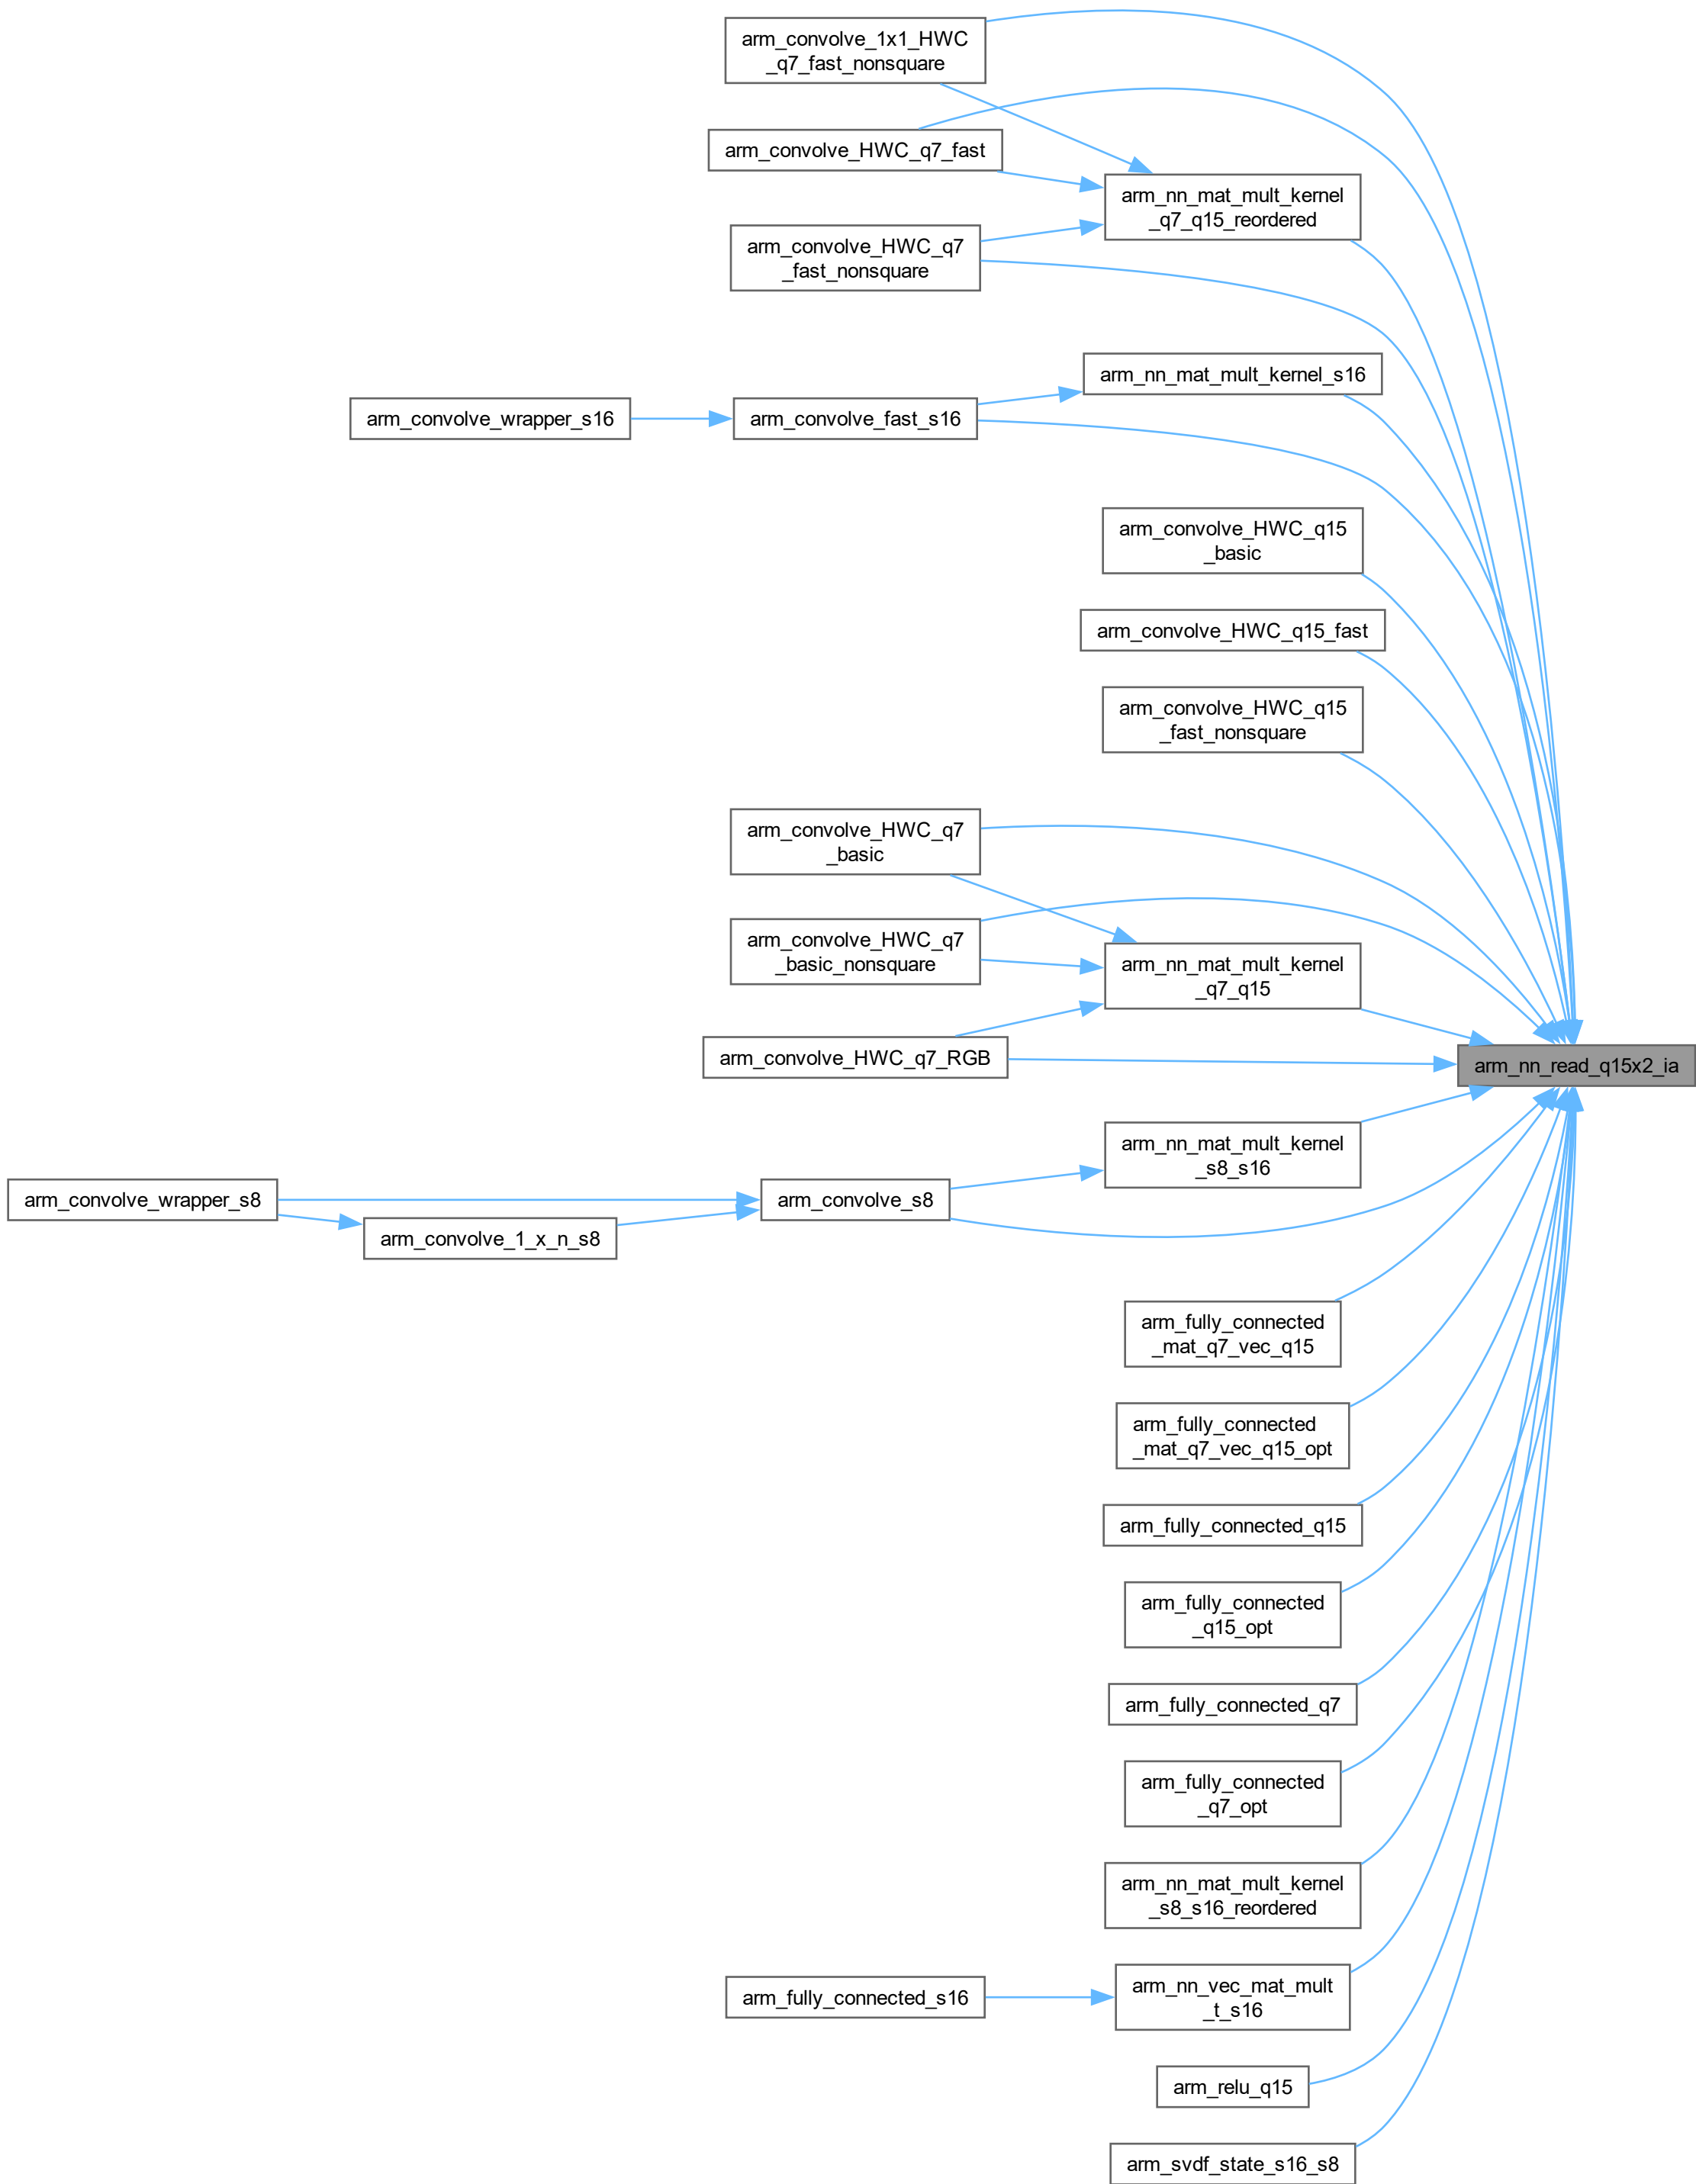 arm_convolve_1x1_HWC
_q7_fast_nonsquare
arm_convolve_HWC_q7_fast
arm_nn_mat_mult_kernel
_q7_q15_reordered
arm_convolve_HWC_q7
_fast_nonsquare
arm_nn_mat_mult_kernel_s16
arm_convolve_wrapper_s16
arm_convolve_fast_s16
arm_convolve_HWC_q15
_basic
arm_convolve_HWC_q15_fast
arm_convolve_HWC_q15
_fast_nonsquare
arm_convolve_HWC_q7
_basic
arm_convolve_HWC_q7
_basic_nonsquare
arm_nn_mat_mult_kernel
_q7_q15
arm_convolve_HWC_q7_RGB
arm_nn_read_q15x2_ia
arm_nn_mat_mult_kernel
_s8_s16
arm_convolve_wrapper_s8
arm_convolve_s8
arm_convolve_1_x_n_s8
arm_fully_connected
_mat_q7_vec_q15
arm_fully_connected
_mat_q7_vec_q15_opt
arm_fully_connected_q15
arm_fully_connected
_q15_opt
arm_fully_connected_q7
arm_fully_connected
_q7_opt
arm_nn_mat_mult_kernel
_s8_s16_reordered
arm_fully_connected_s16
arm_nn_vec_mat_mult
_t_s16
arm_relu_q15
arm_svdf_state_s16_s8